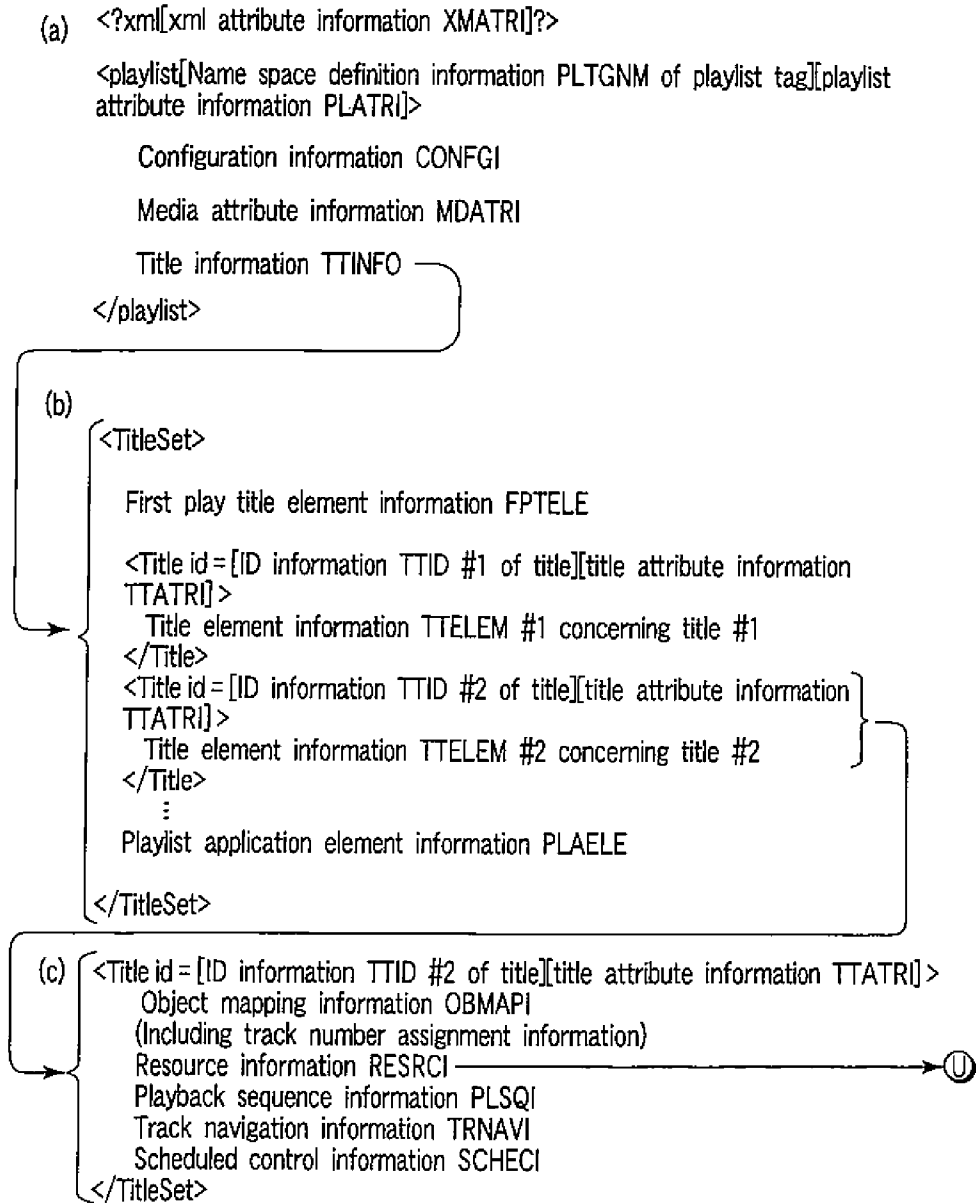 (a) <?xml[xml attribute information XMATRI]?>
<playlist[Name space definition information PLTGNM of playlist tag][playlist
attribute information PLATRI]>
Configuration information CONFGI
Media attribute information MDATRI
Title information TTINFO
</playlist>
(b)
<TitleSet>
First play title element information FPTELE
<Title id = [ID information TTID #1 of title][title attribute information
TTATRI] >
Title element information TTELEM #1 concerning title #1
</Title>
<Title id = [ID information TTID #2 of title][title attribute information
TTATRI] >
Title element information TTELEM #2 concerning title #2
</Title>
⋮
Playlist application element information PLAELE
</TitleSet>
(c) <Title id = [ID information TTID #2 of title][title attribute information TTATRI] >
Object mapping information OBMAPI
(Including track number assignment information)
Resource information RESRCI U
Playback sequence information PLSQI
Track navigation information TRNAVI
Scheduled control information SCHECI
</TitleSet>